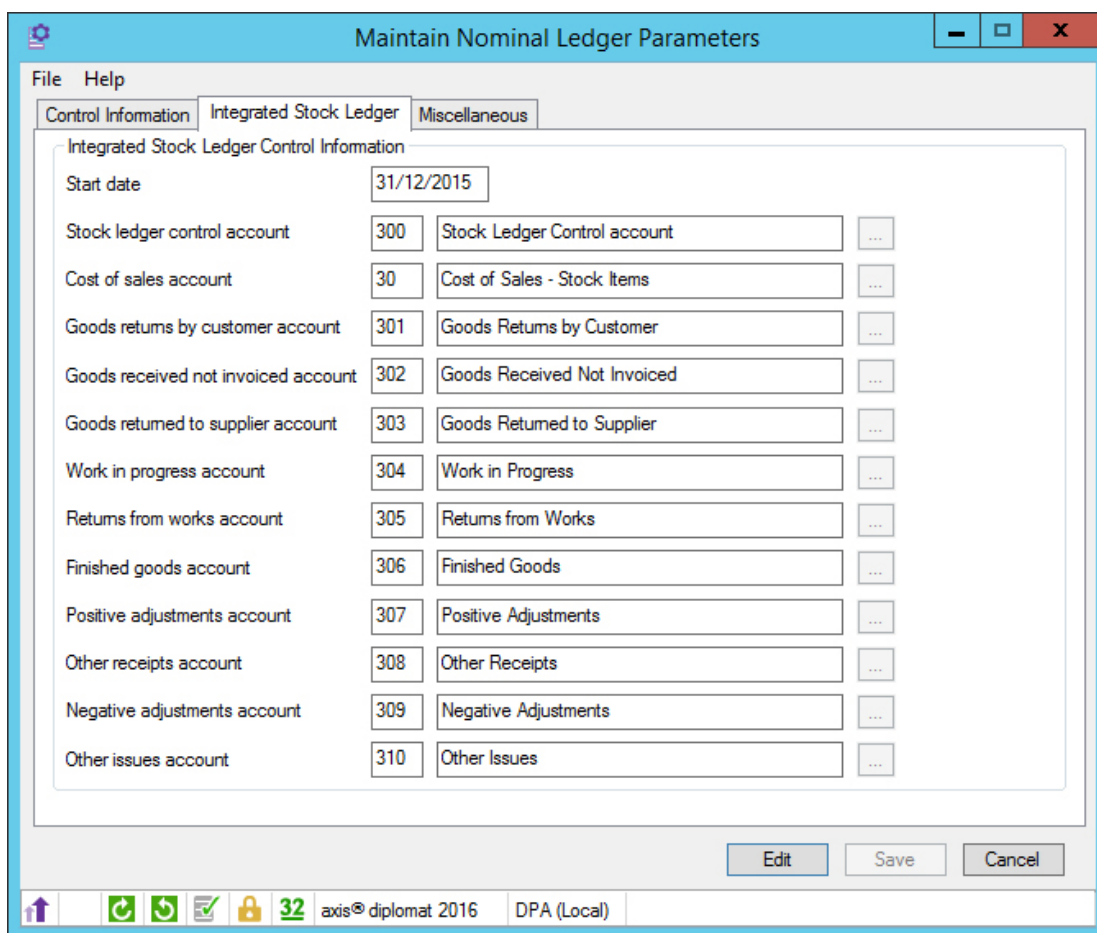 Maintain Nominal Ledger Parameters
File Help
Control Information Integrated Stock Ledger Miscellaneous
Integrated Stock Ledger Control Information
Start date 31/12/2015
Stock ledger control account 300 Stock Ledger Control account ...
Cost of sales account 30 Cost of Sales - Stock Items ...
Goods returns by customer account 301 Goods Returns by Customer ...
Goods received not invoiced account 302 Goods Received Not Invoiced ...
Goods returned to supplier account 303 Goods Returned to Supplier ...
Work in progress account 304 Work in Progress ...
Returns from works account 305 Returns from Works ...
Finished goods account 306 Finished Goods ...
Positive adjustments account 307 Positive Adjustments ...
Other receipts account 308 Other Receipts ...
Negative adjustments account 309 Negative Adjustments ...
Other issues account 310 Other Issues ...
Edit Save Cancel
32 axis® diplomat 2016 DPA (Local)